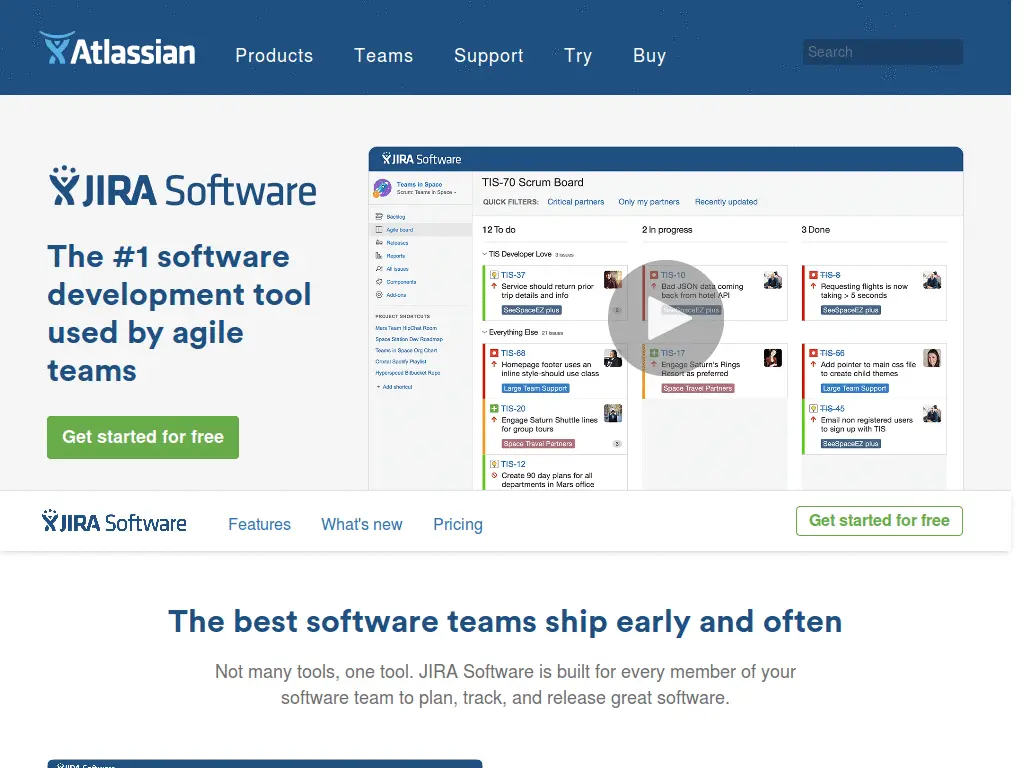 Atlassian
Products
Teams
Support
Try
Buy
Search
JIRA Software
The #1 software
development tool
used by agile
teams
Get started for free
JIRA Software
Teams in Space
Scrum: Teams in Space
Backlog
Agile board
Releases
Reports
All issues
Components
Add-ons
PROJECT SHORTCUTS
Mars Team HipChat Room
Space Station Dev Roadmap
Teams in Space Org Chart
Orbital Spotify Playlist
Hyperspeed Bitbucket Repo
+ Add shortcut
TIS-70 Scrum Board
QUICK FILTERS:
Critical partners
Only my partners
Recently updated
12 To do
2 In progress
3 Done
TIS Developer Love 3 issues
TIS-37
Service should return prior
trip details and info
SeeSpaceEZ plus
TIS-10
Bad JSON data coming
back from hotel API
SeeSpaceEZ plus
TIS-8
Requesting flights is now
taking > 5 seconds
SeeSpaceEZ plus
Everything Else 21 issues
TIS-68
Homepage footer uses an
inline style-should use class
Large Team Support
TIS-17
Engage Saturn's Rings
Resort as preferred
Space Travel Partners
TIS-56
Add pointer to main css file
to create child themes
Large Team Support
TIS-20
Engage Saturn Shuttle lines
for group tours
Space Travel Partners
3
TIS-45
Email non registered users
to sign up with TIS
SeeSpaceEZ plus
TIS-12
Create 90 day plans for all
departments in Mars office
JIRA Software
Features
What's new
Pricing
Get started for free
The best software teams ship early and often
Not many tools, one tool. JIRA Software is built for every member of your
software team to plan, track, and release great software.
JIRA Software